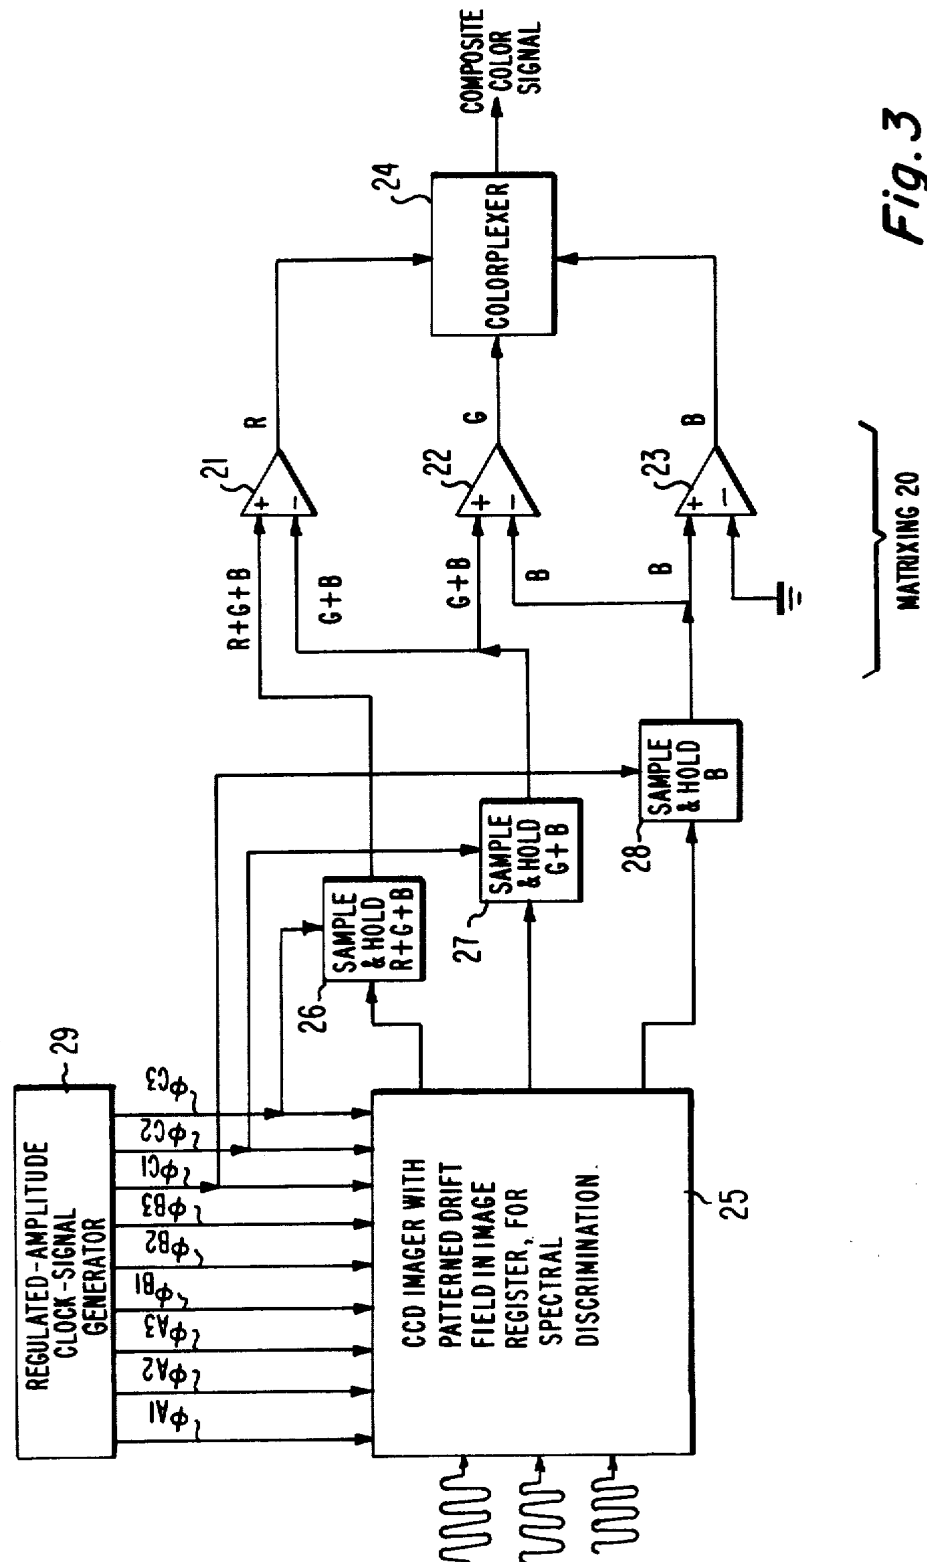 REGULATED-AMPLITUDE
CLOCK-SIGNAL
GENERATOR
29
ΦA1
ΦA2
ΦA3
ΦB1
ΦB2
ΦB3
ΦC1
ΦC2
ΦC3
CCD IMAGER WITH
PATTERNED DRIFT
FIELD IN IMAGE
REGISTER, FOR
SPECTRAL
DISCRIMINATION
25
SAMPLE
& HOLD
R+G+B
26
SAMPLE
& HOLD
G+B
27
SAMPLE
& HOLD
B
28
R+G+B
G+B
G+B
B
B
+
−
21
+
−
22
+
−
23
R
G
B
COLORPLEXER
24
COMPOSITE
COLOR
SIGNAL
MATRIXING 20
Fig. 3